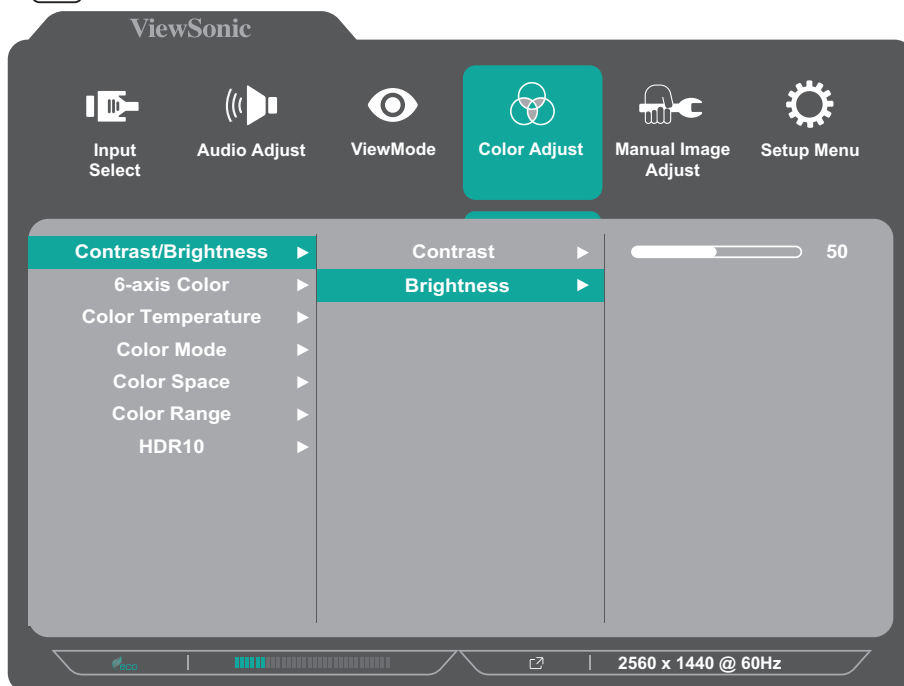 ViewSonic
Input
Select
Audio Adjust
ViewMode
Color Adjust
Manual Image
Adjust
Setup Menu
Contrast/Brightness
6-axis Color
Color Temperature
Color Mode
Color Space
Color Range
HDR10
Contrast
Brightness
50
eco
2560 x 1440 @ 60Hz